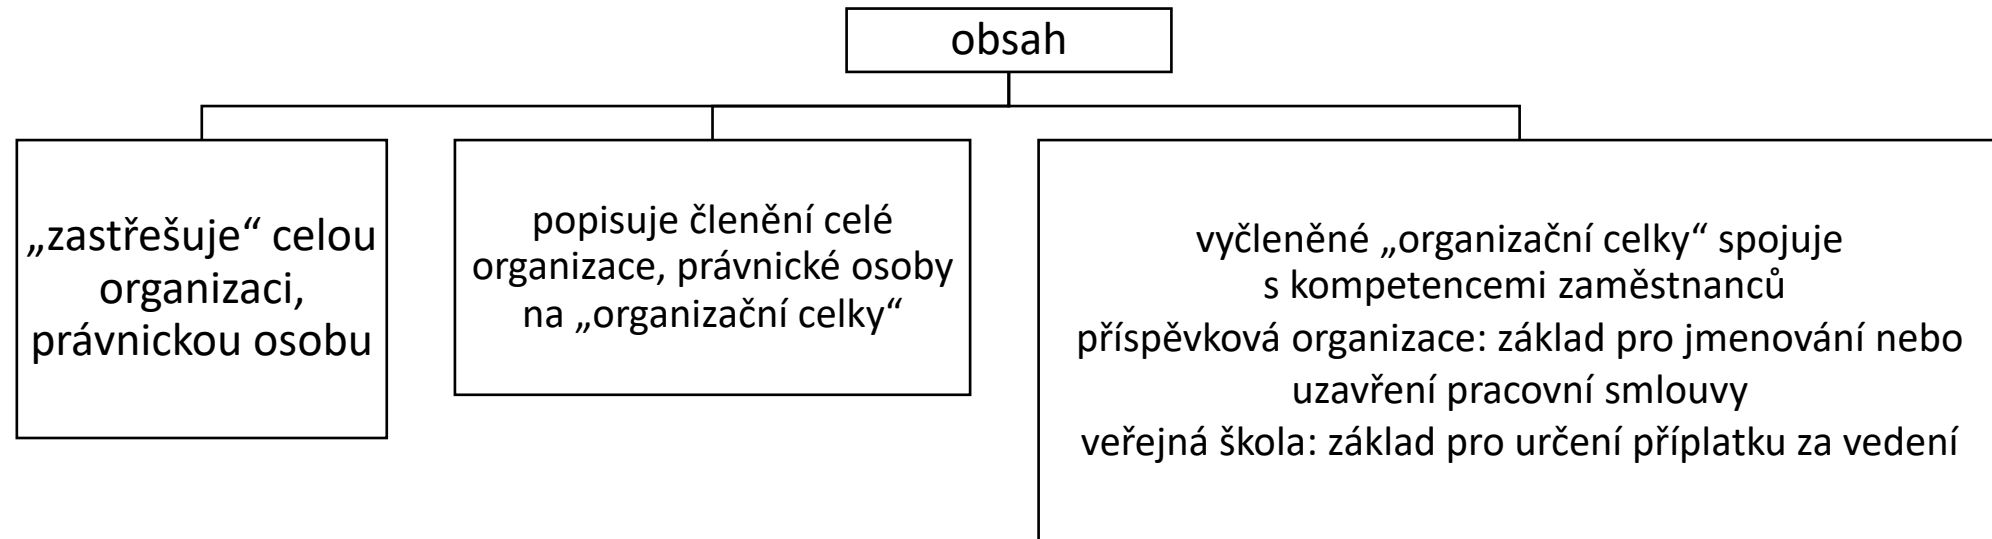 obsah
„zastřešuje“ celou
organizaci,
právnickou osobu
popisuje členění celé
organizace, právnické osoby
na „organizační celky“
vyčleněné „organizační celky“ spojuje
s kompetencemi zaměstnanců
příspěvková organizace: základ pro jmenování nebo
uzavření pracovní smlouvy
veřejná škola: základ pro určení příplatku za vedení